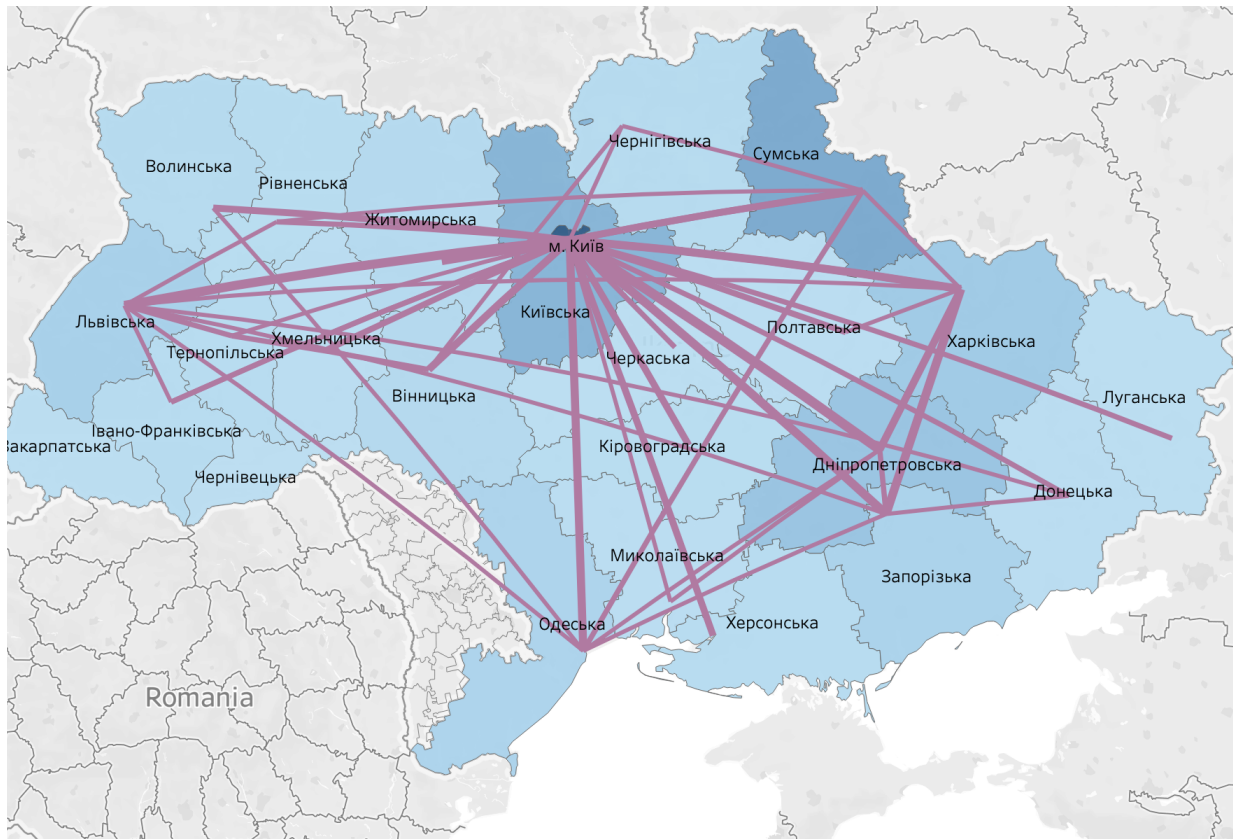 Чернігівська
Сумська
Волинська
Рівненська
Житомирська
м. Київ
Київська
Львівська
Полтавська
Хмельницька
Харківська
Тернопільська
Черкаська
Вінницька
Луганська
Івано-Франківська
Закарпатська
Кіровоградська
Дніпропетровська
Чернівецька
Донецька
Миколаївська
Запорізька
Одеська
Херсонська
Romania